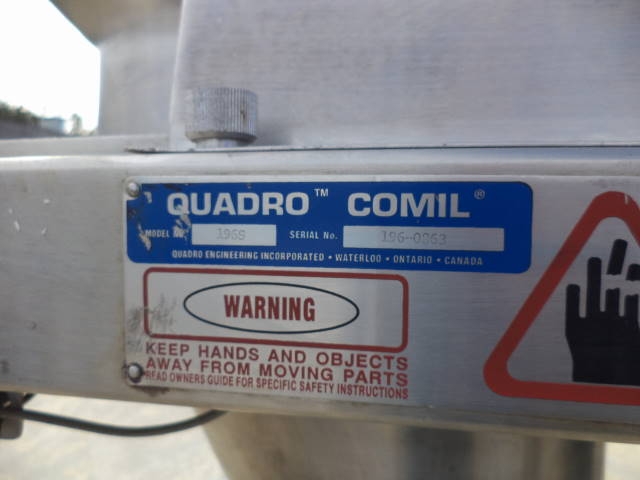 QUADRO™ COMIL®
MODEL No. 196S SERIAL No. 196-0863
QUADRO ENGINEERING INCORPORATED • WATERLOO • ONTARIO • CANADA
WARNING
KEEP HANDS AND OBJECTS
AWAY FROM MOVING PARTS
READ OWNERS GUIDE FOR SPECIFIC SAFETY INSTRUCTIONS